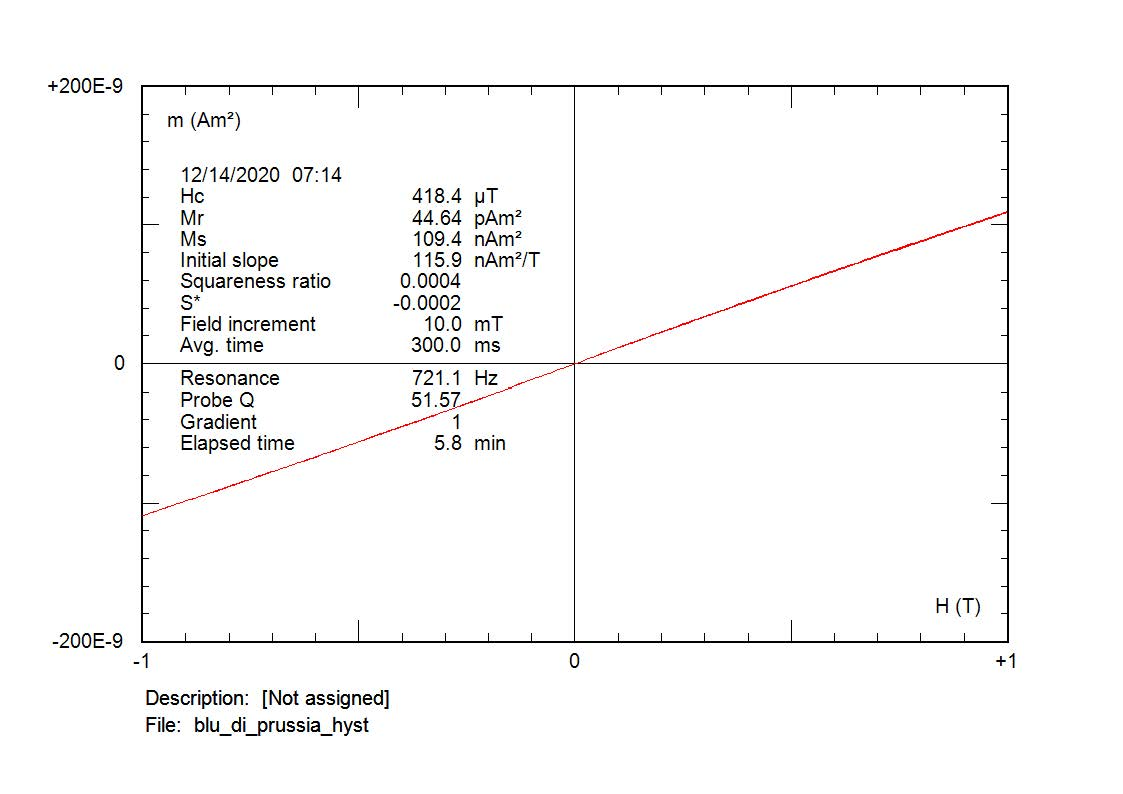 +200E-9
m (Am²)
12/14/2020 07:14
Hc 418.4 µT
Mr 44.64 pAm²
Ms 109.4 nAm²
Initial slope 115.9 nAm²/T
Squareness ratio 0.0004
S* -0.0002
Field increment 10.0 mT
Avg. time 300.0 ms
0
Resonance 721.1 Hz
Probe Q 51.57
Gradient 1
Elapsed time 5.8 min
H (T)
-200E-9
-1 0 +1
Description: [Not assigned]
File: blu_di_prussia_hyst